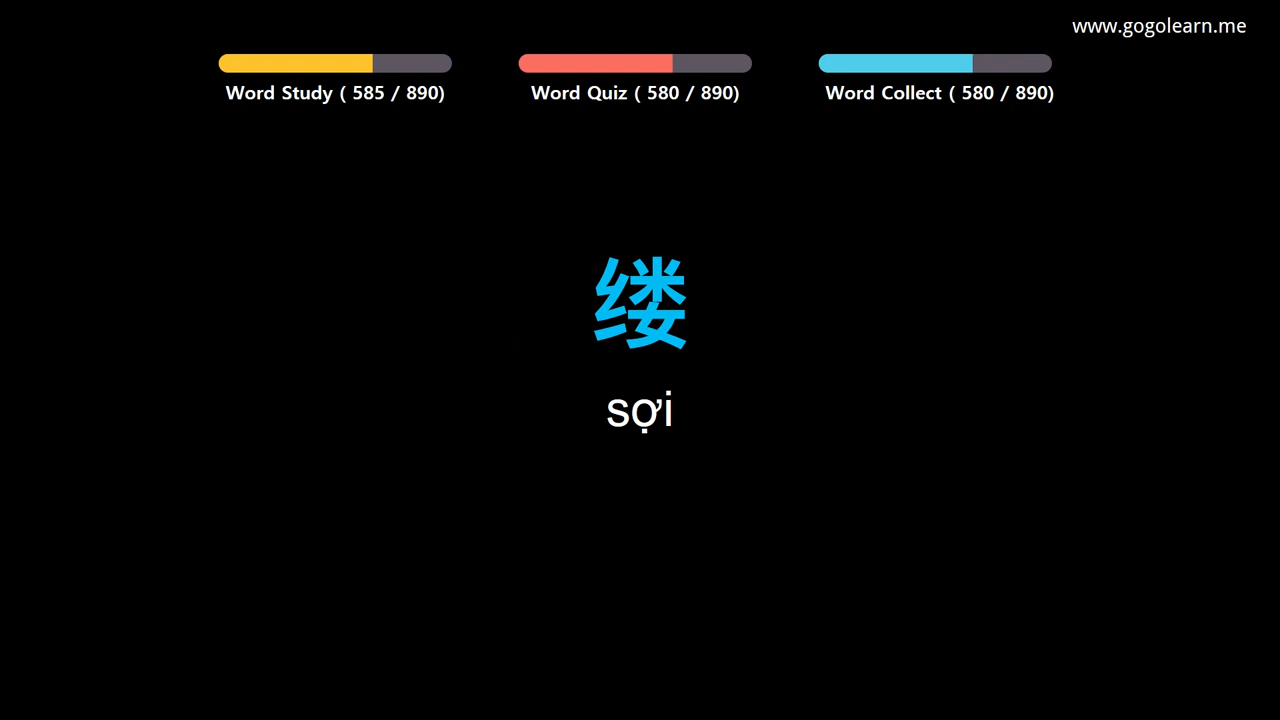 www.gogolearn.me
Word Study ( 585 / 890)
Word Quiz ( 580 / 890)
Word Collect ( 580 / 890)
缕
sợi